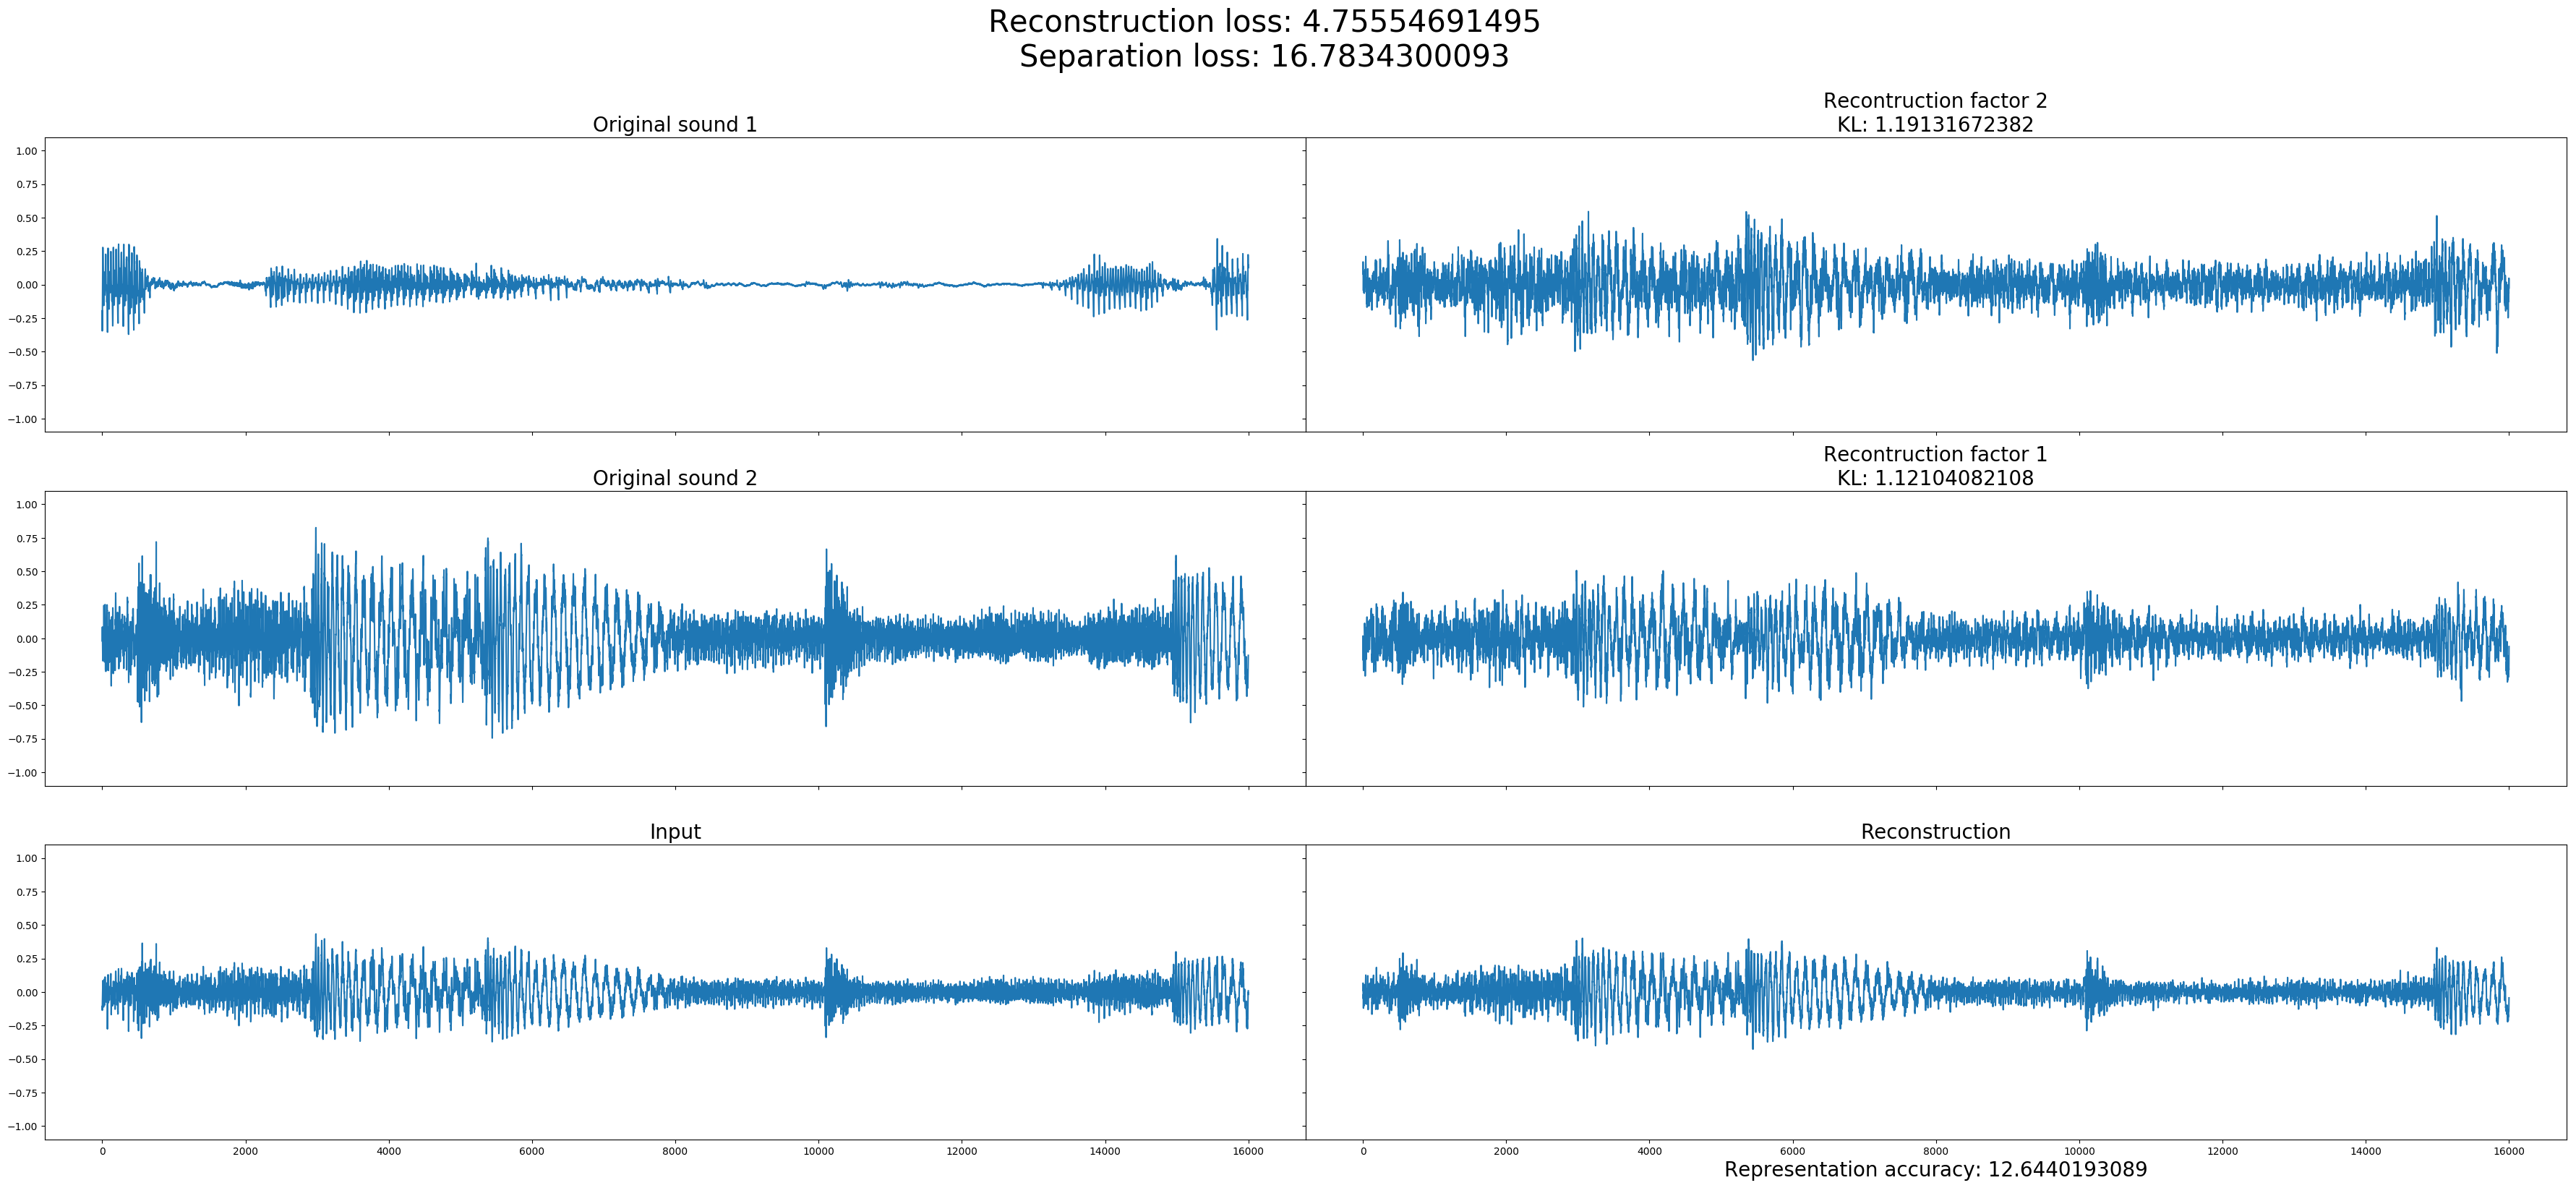 Reconstruction loss: 4.75554691495
Separation loss: 16.7834300093
Original sound 1
Recontruction factor 2
KL: 1.19131672382
1.00
0.75
0.50
0.25
0.00
−0.25
−0.50
−0.75
−1.00
Original sound 2
Recontruction factor 1
KL: 1.12104082108
1.00
0.75
0.50
0.25
0.00
−0.25
−0.50
−0.75
−1.00
Input
Reconstruction
1.00
0.75
0.50
0.25
0.00
−0.25
−0.50
−0.75
−1.00
0 2000 4000 6000 8000 10000 12000 14000 16000
0 2000 4000 6000 8000 10000 12000 14000 16000
Representation accuracy: 12.6440193089